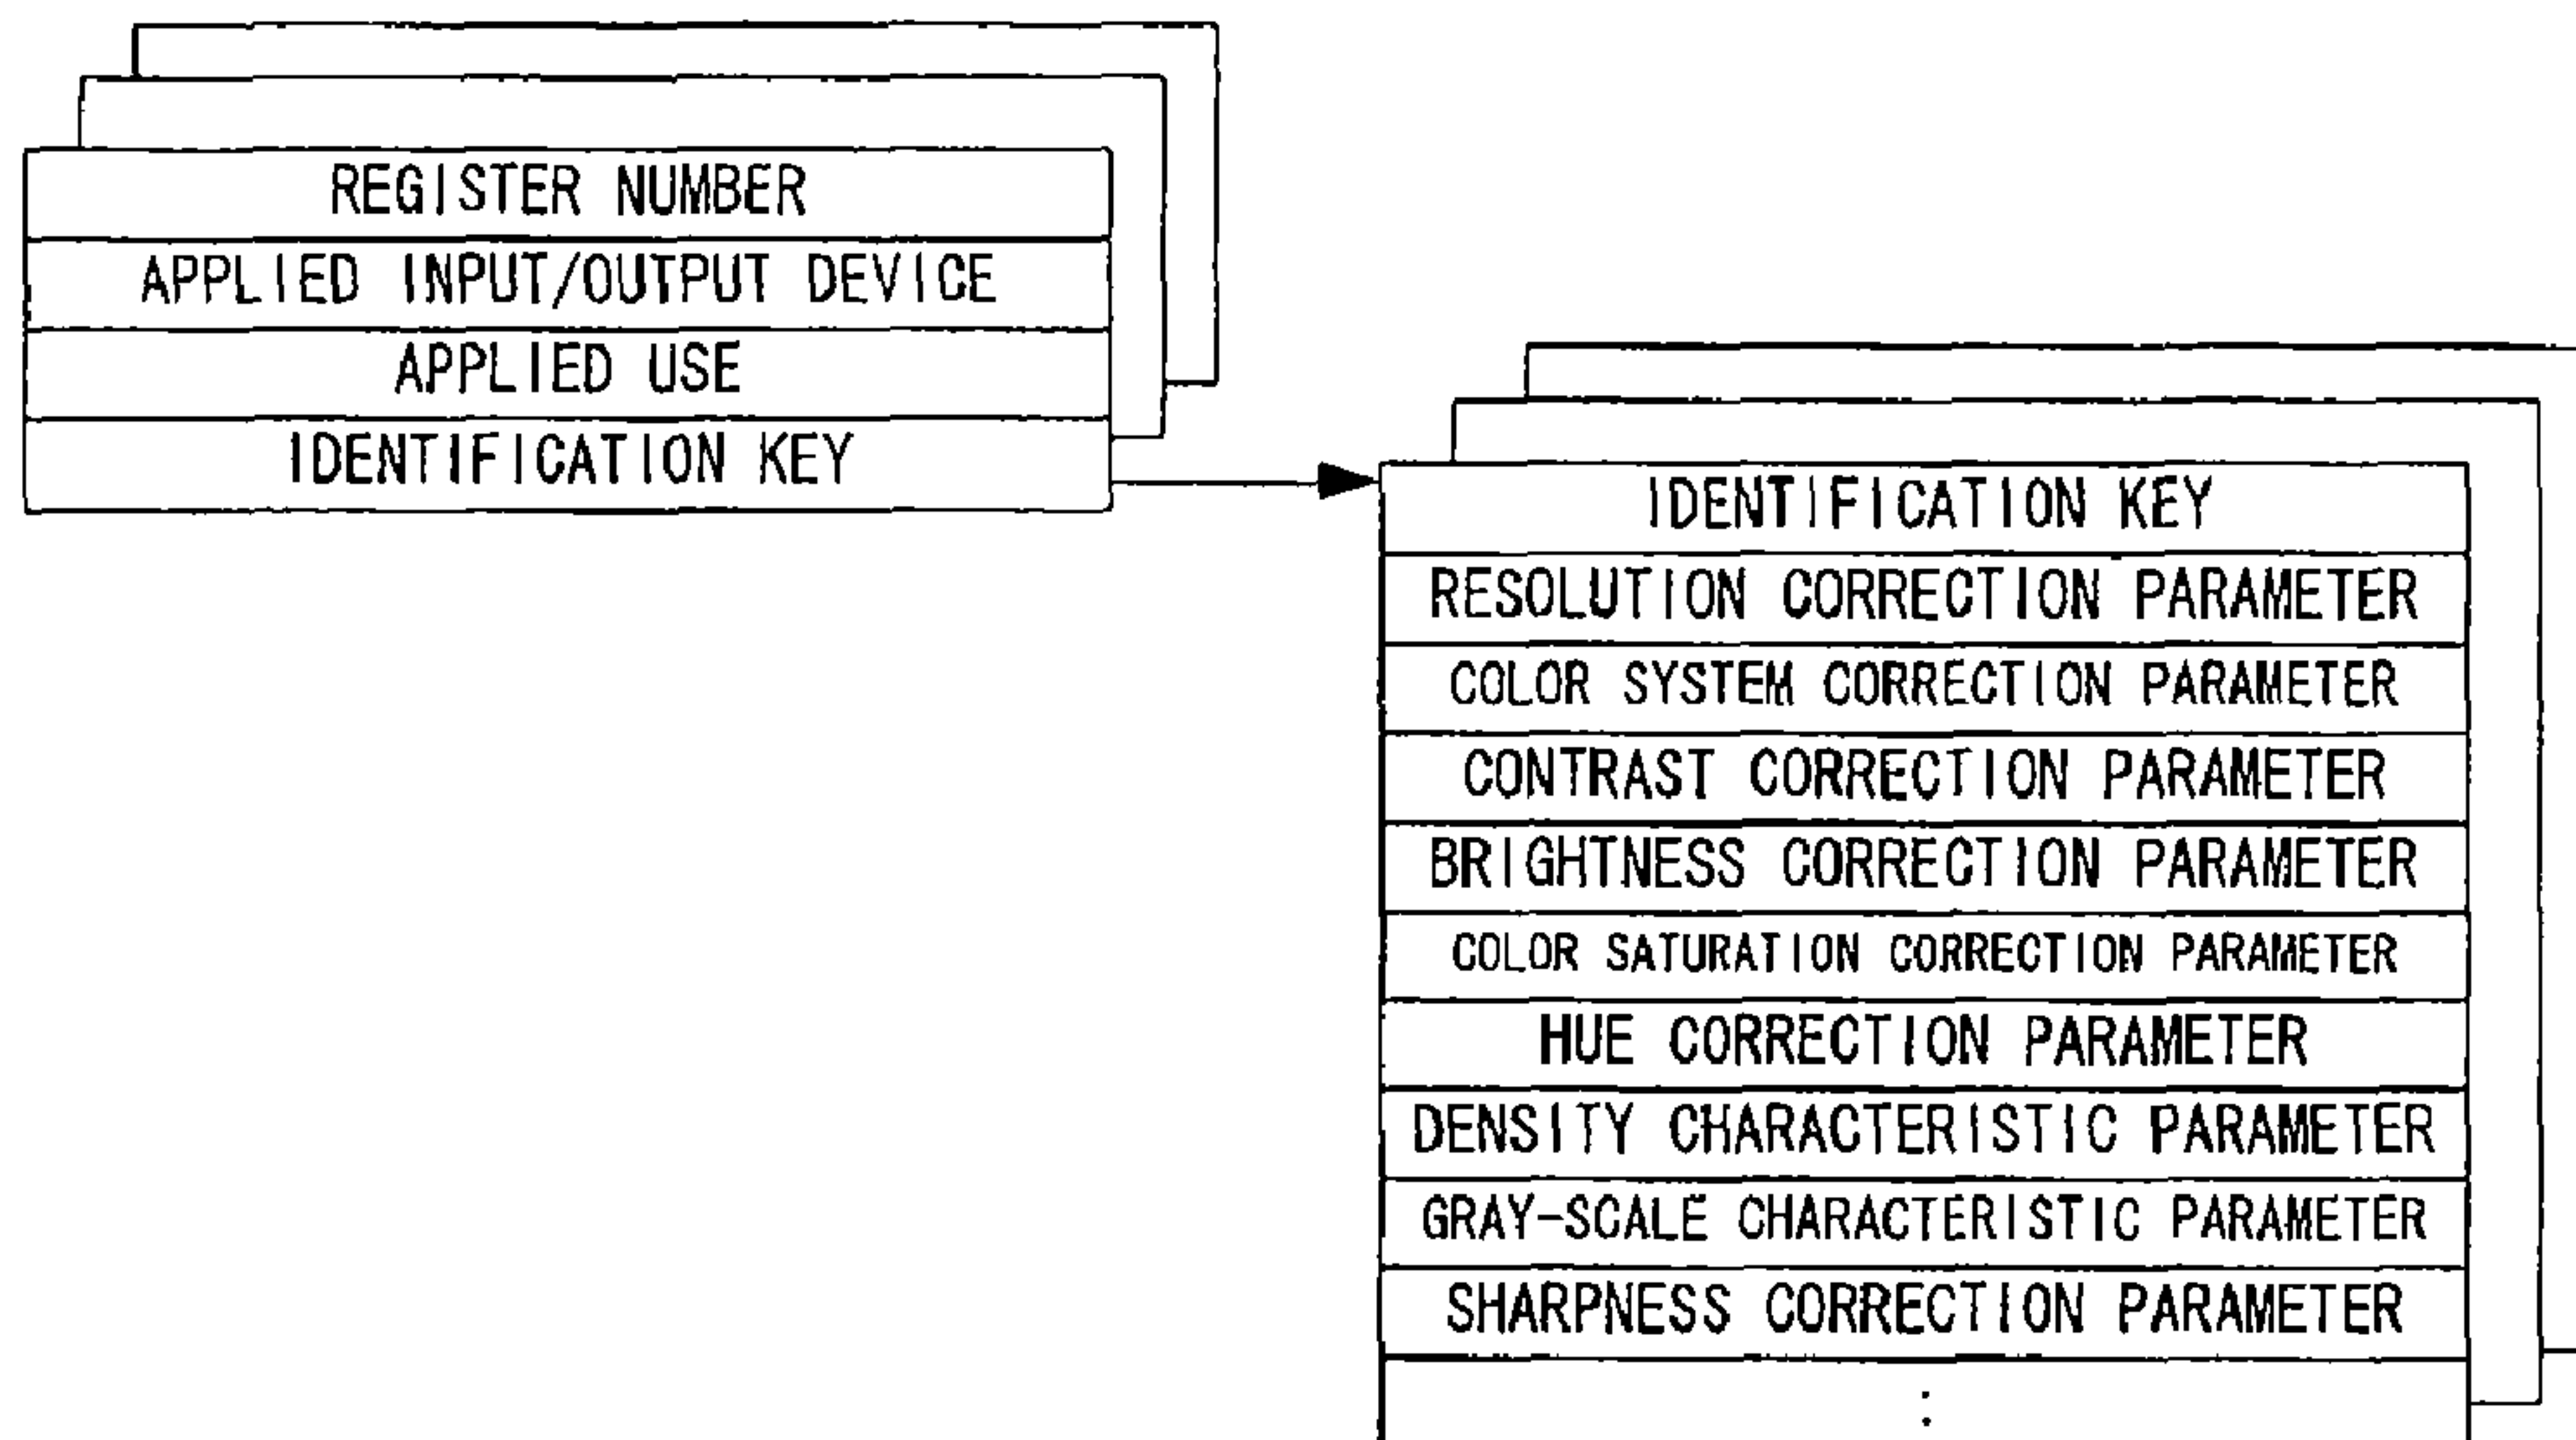 REGISTER NUMBER
APPLIED INPUT/OUTPUT DEVICE
APPLIED USE
IDENTIFICATION KEY
IDENTIFICATION KEY
RESOLUTION CORRECTION PARAMETER
COLOR SYSTEM CORRECTION PARAMETER
CONTRAST CORRECTION PARAMETER
BRIGHTNESS CORRECTION PARAMETER
COLOR SATURATION CORRECTION PARAMETER
HUE CORRECTION PARAMETER
DENSITY CHARACTERISTIC PARAMETER
GRAY-SCALE CHARACTERISTIC PARAMETER
SHARPNESS CORRECTION PARAMETER
: